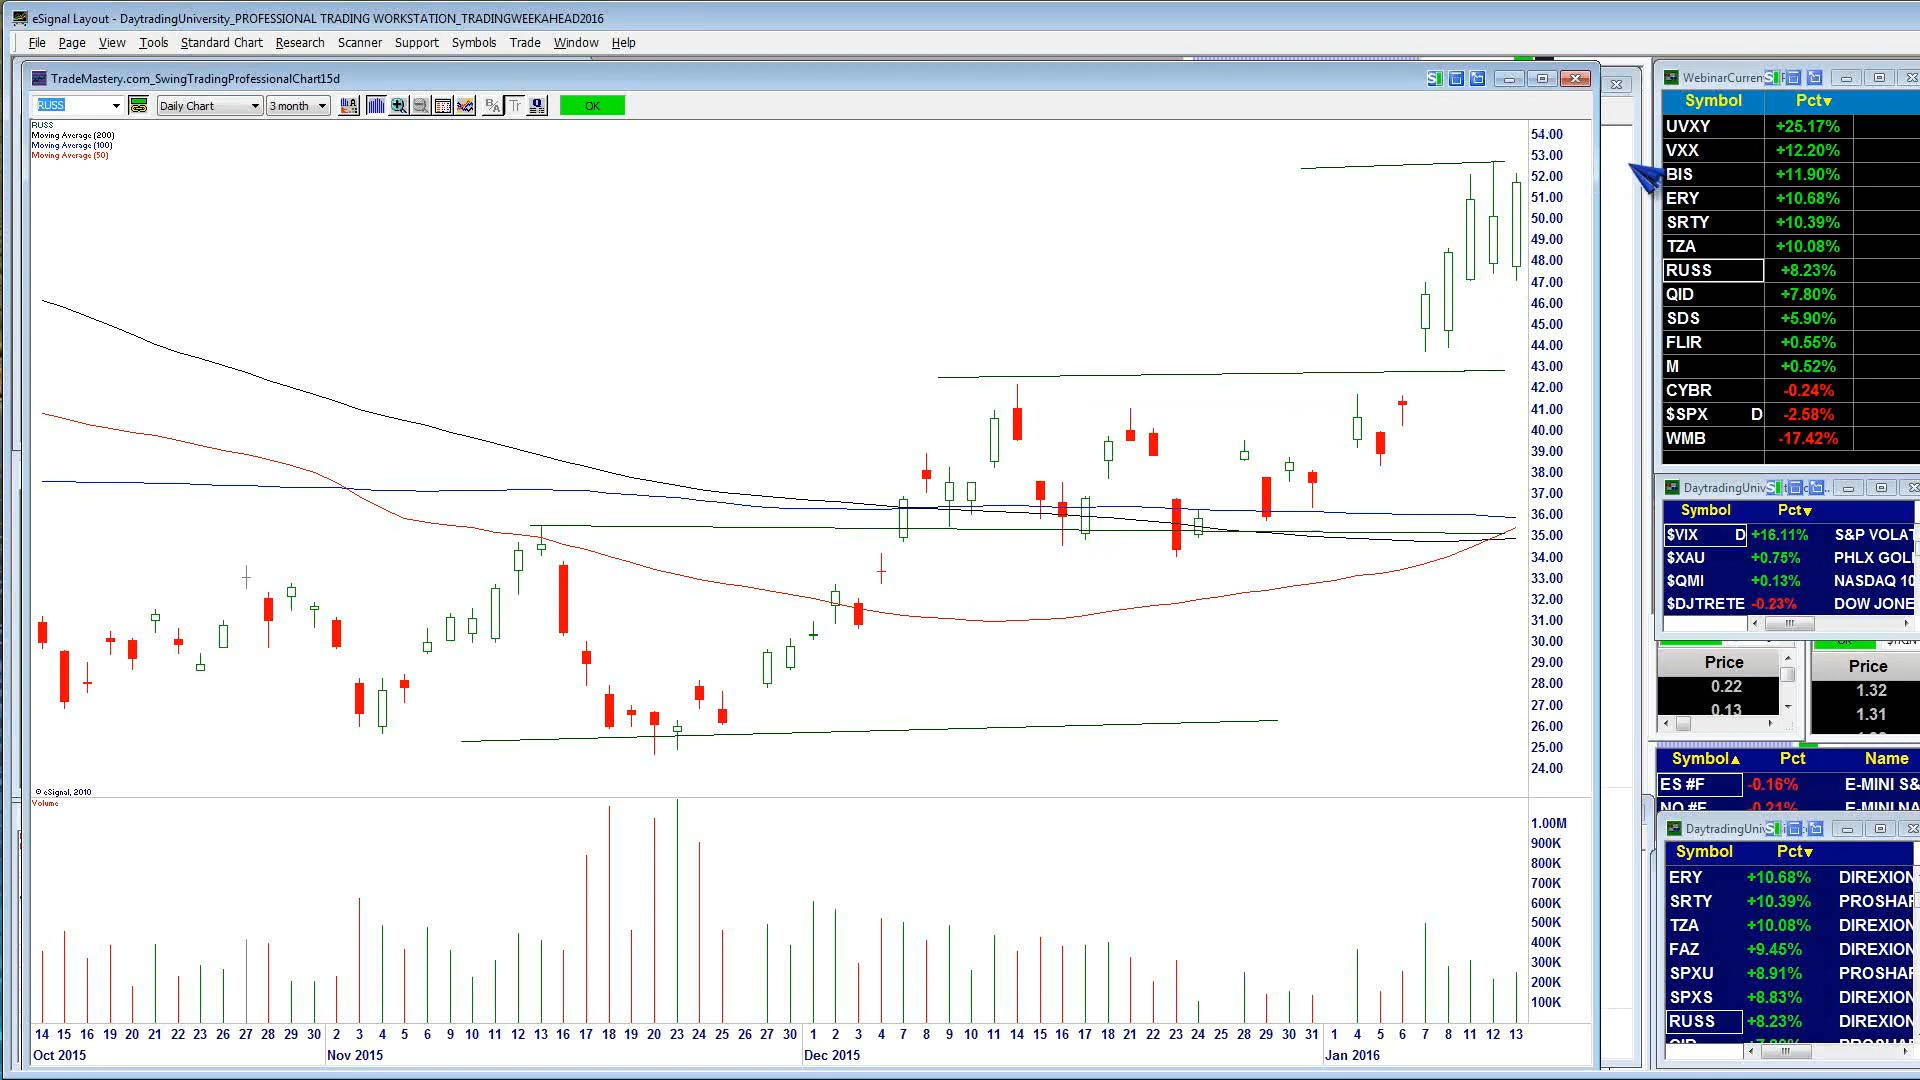 eSignal Layout - DaytradingUniversity_PROFESSIONAL TRADING WORKSTATION_TRADINGWEEKAHEAD2016
File Page View Tools Standard Chart Research Scanner Support Symbols Trade Window Help
TradeMastery.com_SwingTradingProfessionalChart15d
RUSS Daily Chart 3 month OK
RUSS
Moving Average (200)
Moving Average (100)
Moving Average (50)
54.00
53.00
52.00
51.00
50.00
49.00
48.00
47.00
46.00
45.00
44.00
43.00
42.00
41.00
40.00
39.00
38.00
37.00
36.00
35.00
34.00
33.00
32.00
31.00
30.00
29.00
28.00
27.00
26.00
25.00
24.00
© eSignal, 2010
Volume
1.00M
900K
800K
700K
600K
500K
400K
300K
200K
100K
14 15 16 19 20 21 22 23 26 27 28 29 30 2 3 4 5 6 9 10 11 12 13 16 17 18 19 20 23 24 25 26 27 30 1 2 3 4 7 8 9 10 11 14 15 16 17 18 21 22 23 24 25 28 29 30 31 1 4 5 6 7 8 11 12 13
Oct 2015 Nov 2015 Dec 2015 Jan 2016
WebinarCurren
Symbol Pct
UVXY +25.17%
VXX +12.20%
BIS +11.90%
ERY +10.68%
SRTY +10.39%
TZA +10.08%
RUSS +8.23%
QID +7.80%
SDS +5.90%
FLIR +0.55%
M +0.52%
CYBR -0.24%
$SPX D -2.58%
WMB -17.42%
DaytradingUniv
Symbol Pct
$VIX D +16.11% S&P VOLAT
$XAU +0.75% PHLX GOL
$QMI +0.13% NASDAQ 10
$DJTRETE -0.23% DOW JONE
Price
0.22
0.13
Price
1.32
1.31
Symbol Pct Name
ES #F -0.16% E-MINI S&
NQ #F -0.21% E-MINI NA
DaytradingUniv
Symbol Pct
ERY +10.68% DIREXION
SRTY +10.39% PROSHAR
TZA +10.08% DIREXION
FAZ +9.45% DIREXION
SPXU +8.91% PROSHAR
SPXS +8.83% DIREXION
RUSS +8.23% DIREXION